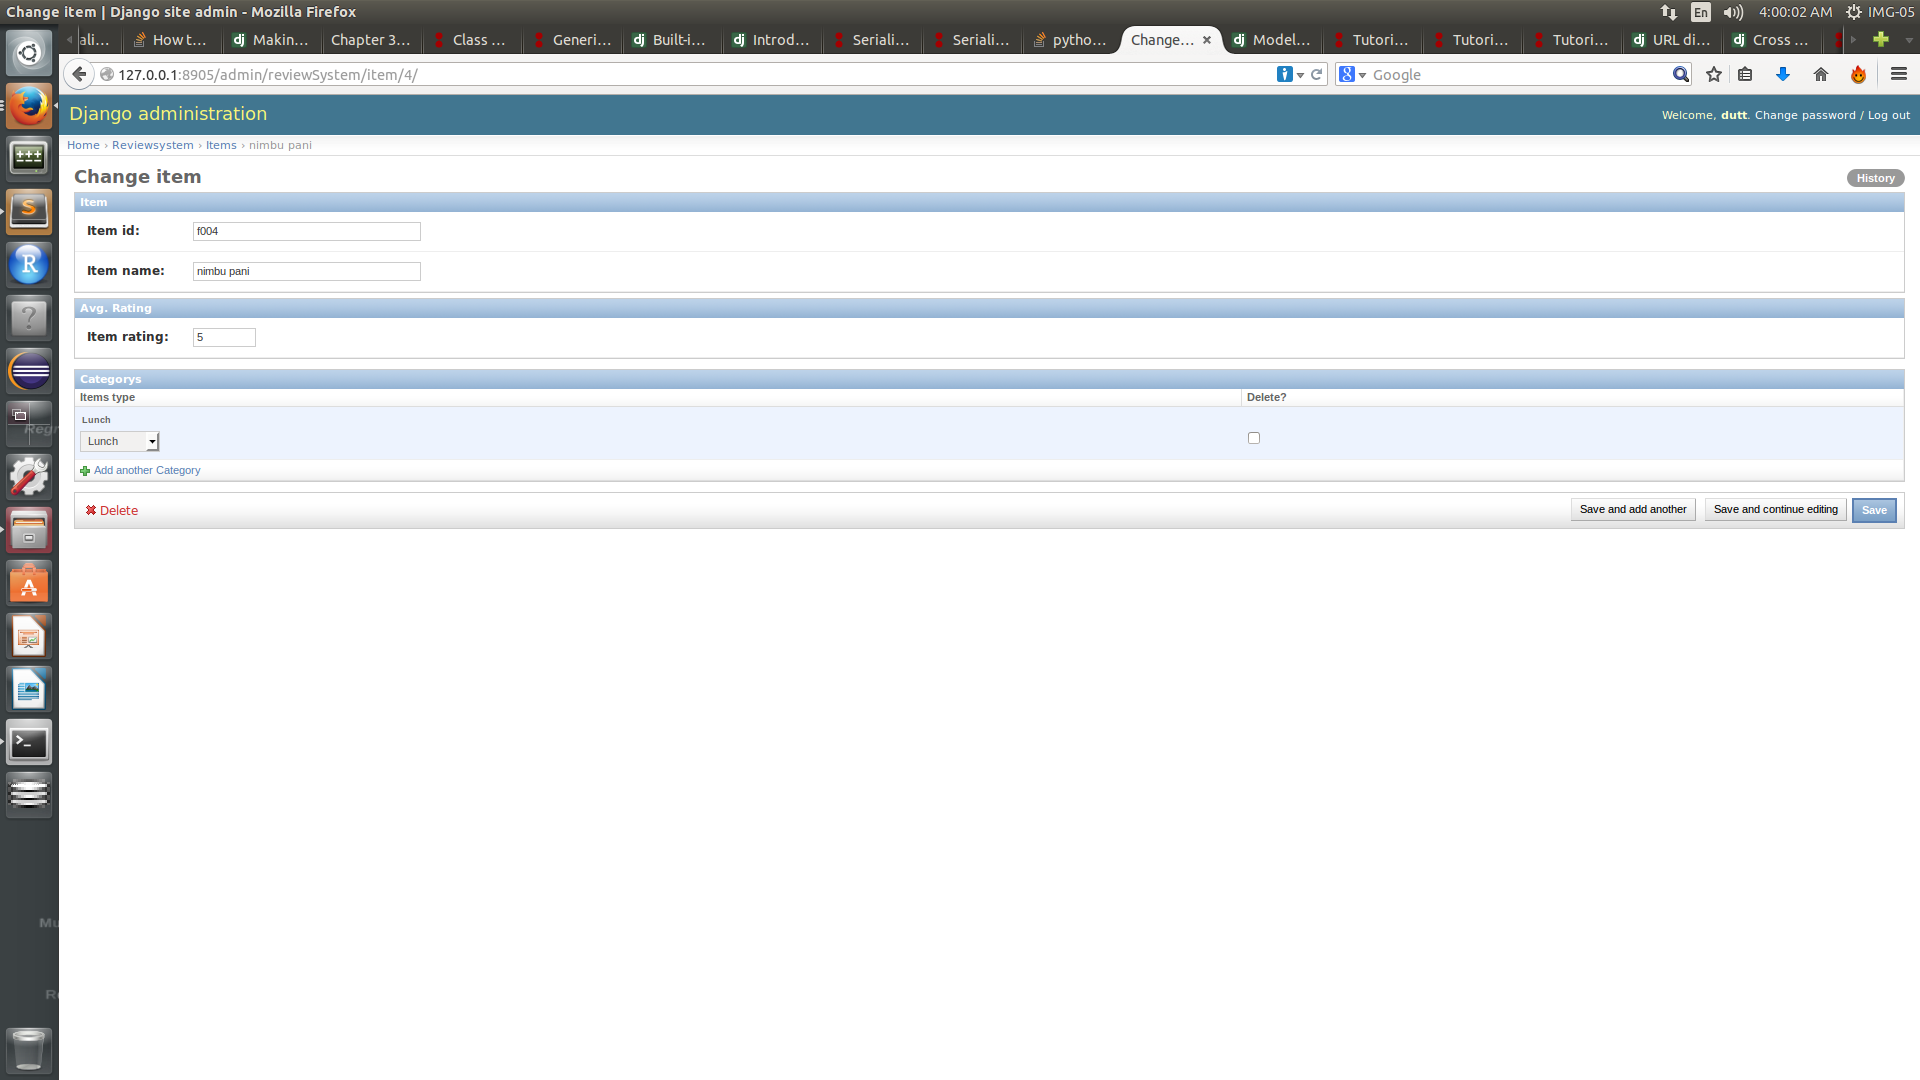 Change item | Django site admin - Mozilla Firefox
En
4:00:02 AM
IMG-05
ali...
How t...
Makin...
Chapter 3...
Class ...
Generi...
Built-i...
Introd...
Seriali...
Seriali...
pytho...
Change...
Model...
Tutori...
Tutori...
Tutori...
URL di...
Cross ...
127.0.0.1:8905/admin/reviewSystem/item/4/
Google
Django administration
Welcome, dutt. Change password / Log out
Home › Reviewsystem › Items › nimbu pani
Change item
History
Item
Item id: f004
Item name: nimbu pani
Avg. Rating
Item rating: 5
Categorys
Items type Delete?
Lunch
Lunch
Add another Category
Delete
Save and add another
Save and continue editing
Save